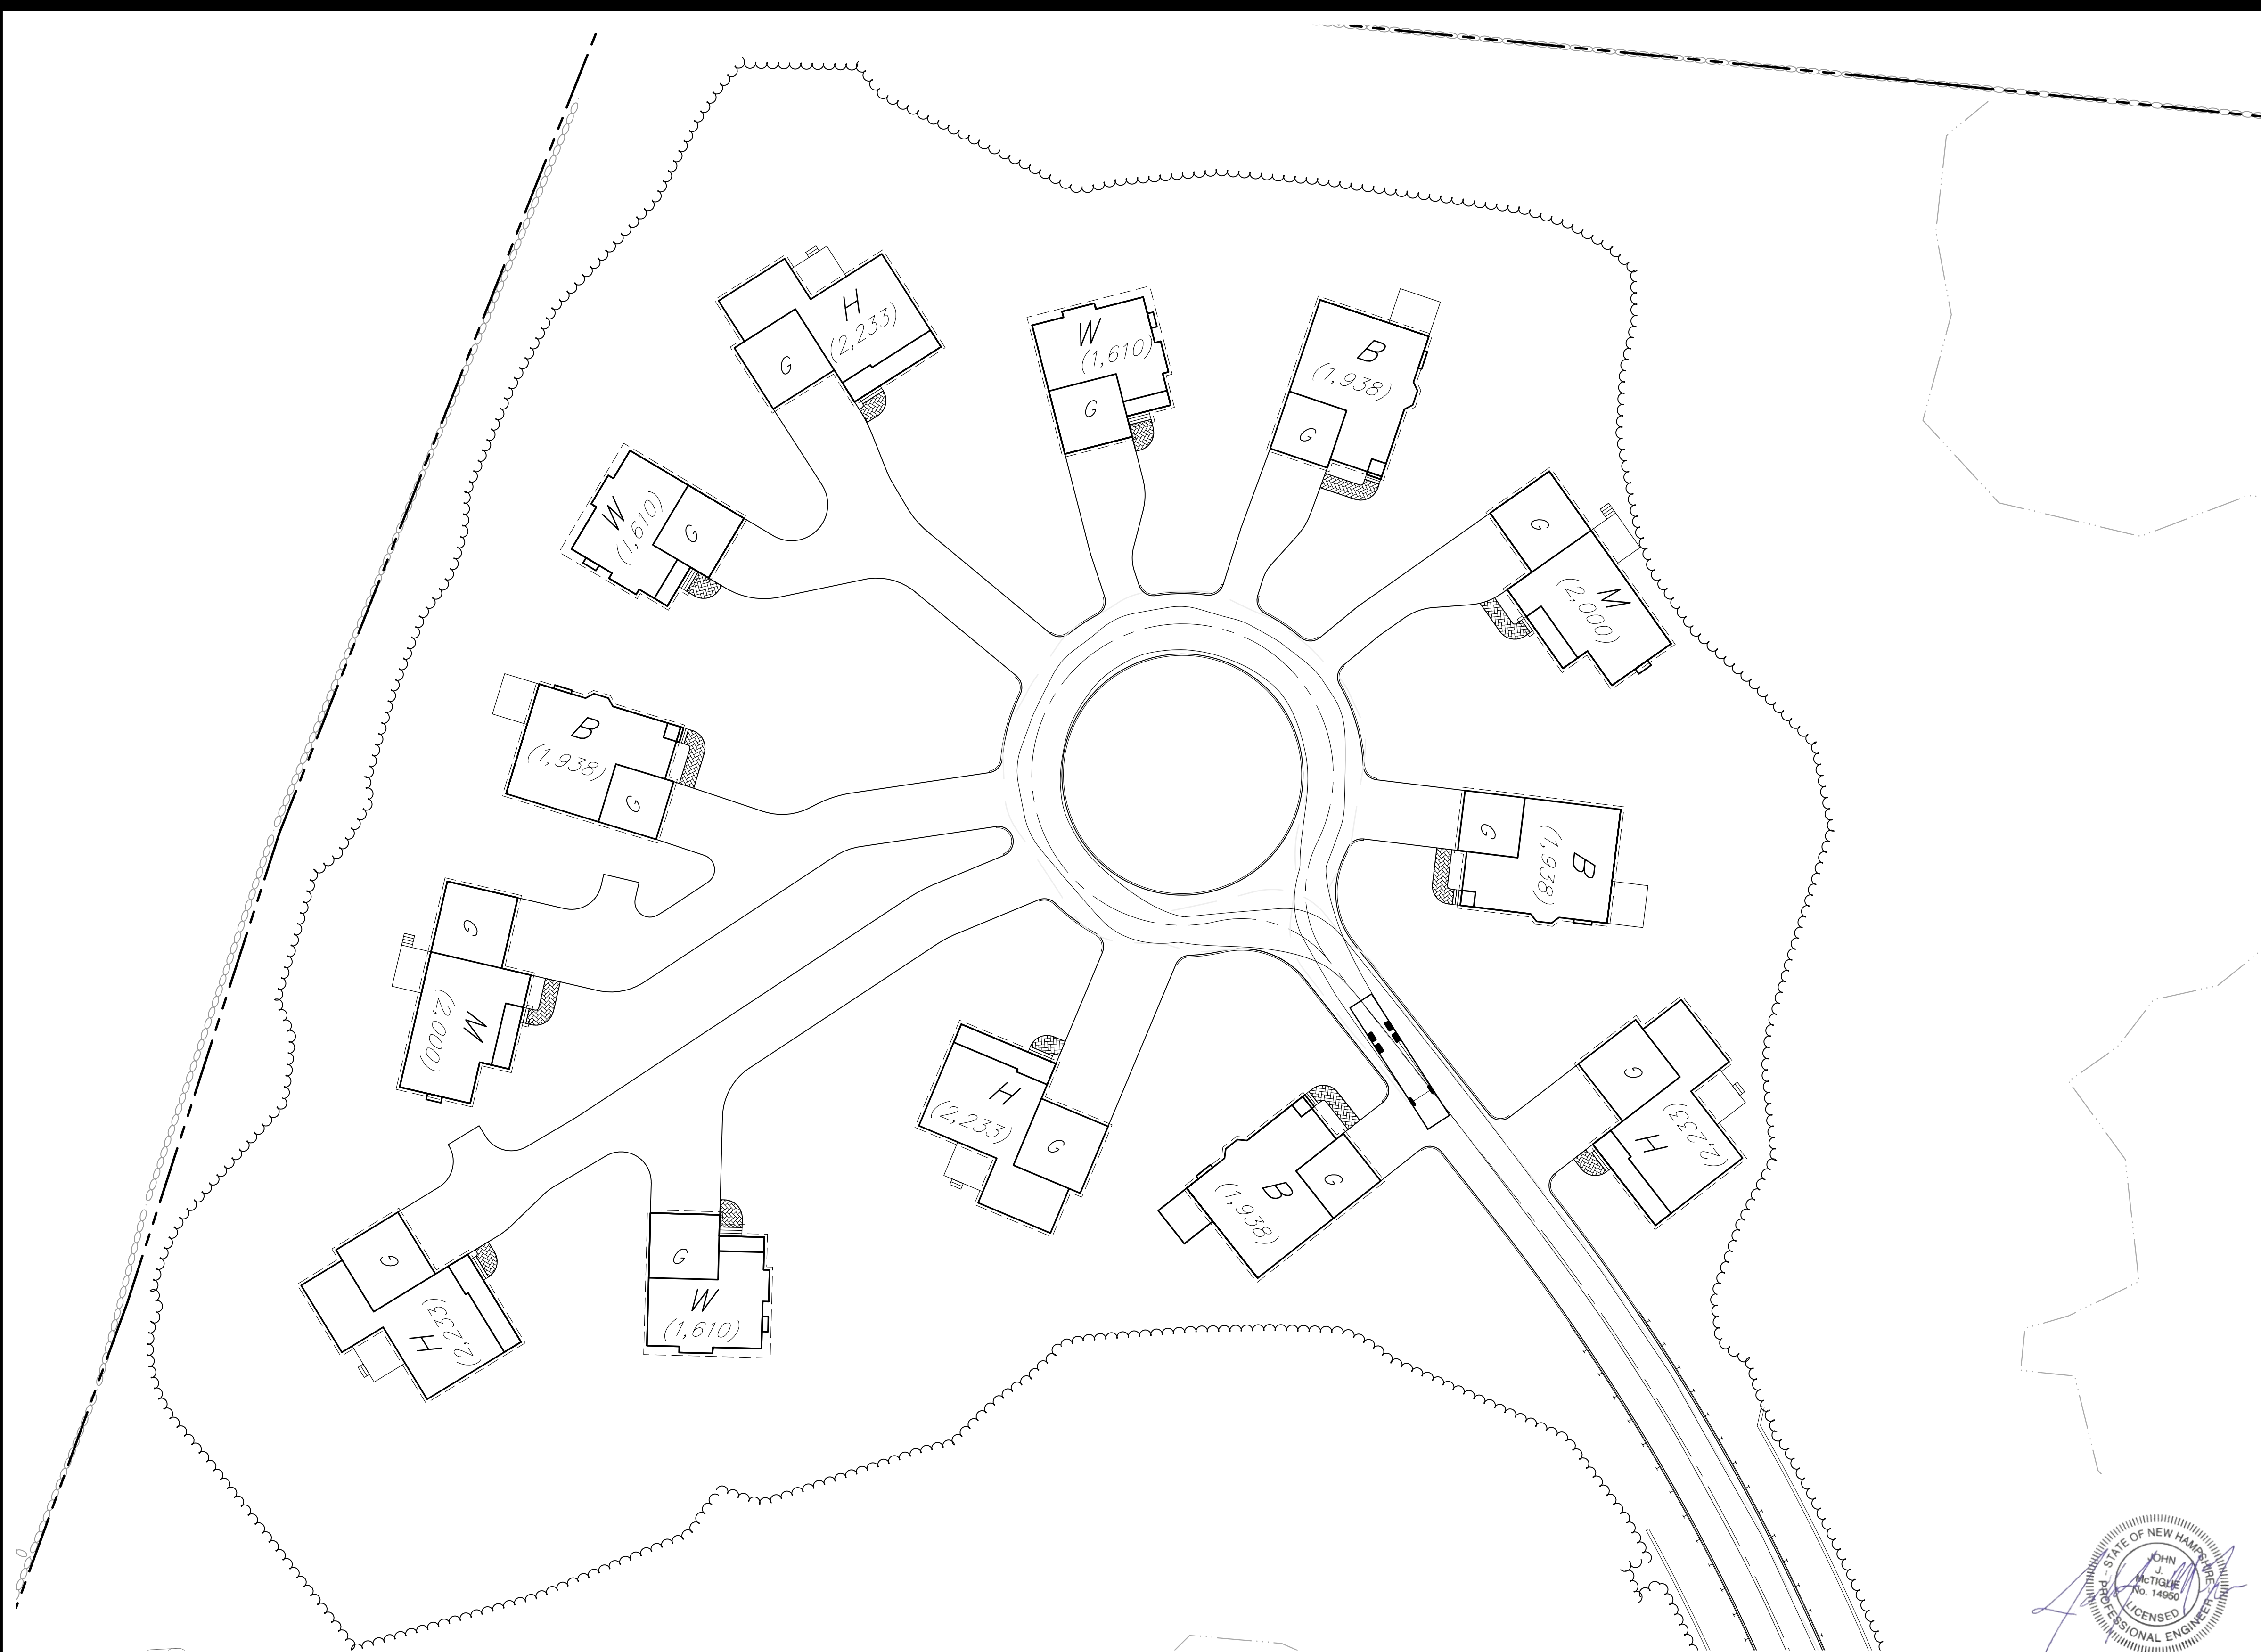 H
(2,233)
G
W
(1,610)
G
B
(1,938)
G
W
(1,610)
G
G
M
(2,000)
B
(1,938)
G
G
B
(1,938)
G
M
(2,000)
H
(2,233)
G
G
H
(2,233)
B
(1,938)
G
G
H
(2,233)
G
W
(1,610)
STATE OF NEW HAMPSHIRE
JOHN
J.
McTIGUE
No. 14950
LICENSED
PROFESSIONAL ENGINEER